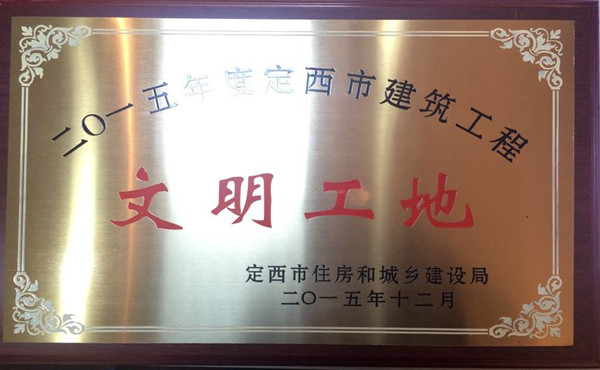 二〇一五年度定西市建筑工程
文明工地
定西市住房和城乡建设局
二〇一五年十二月